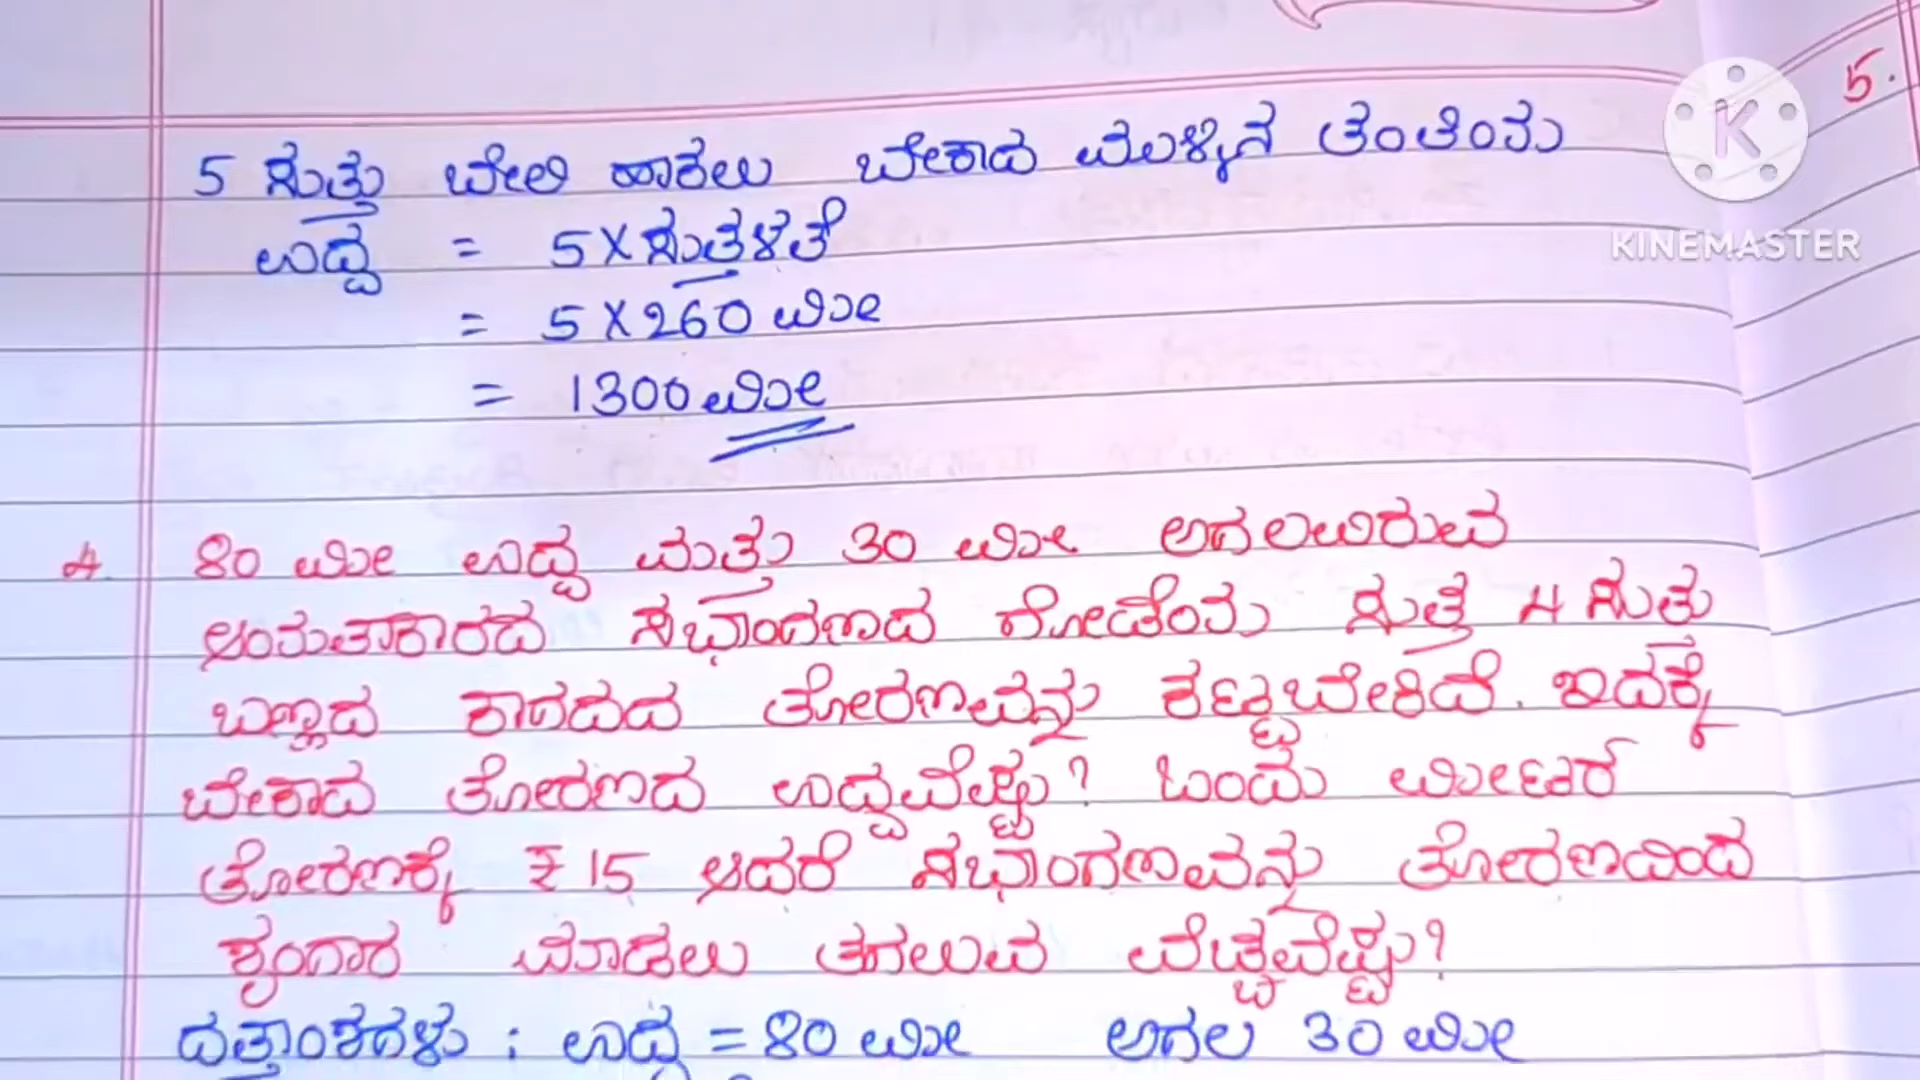 5.
K
KINEMASTER
5 ಸುತ್ತು ಬೇಲಿ ಹಾಕಲು ಬೇಕಾದ ಮುಳ್ಳಿನ ತಂತಿಯ
ಉದ್ದ = 5 X ಸುತ್ತಳತೆ
= 5 X 260 ಮೀ
= 1300 ಮೀ
4. 80 ಮೀ ಉದ್ದ ಮತ್ತು 30 ಮೀ ಅಗಲವಿರುವ
ಆಯತಾಕಾರದ ಸಭಾಂಗಣದ ಗೋಡೆಯ ಸುತ್ತ 4 ಸುತ್ತು
ಬಣ್ಣದ ಕಾಗದದ ತೋರಣವನ್ನು ಕಟ್ಟಬೇಕಿದೆ. ಇದಕ್ಕೆ
ಬೇಕಾದ ತೋರಣದ ಉದ್ದವೆಷ್ಟು? ಒಂದು ಮೀಟರ್
ತೋರಣಕ್ಕೆ ₹ 15 ಆದರೆ ಸಭಾಂಗಣವನ್ನು ತೋರಣದಿಂದ
ಶೃಂಗಾರ ಮಾಡಲು ತಗಲುವ ವೆಚ್ಚವೆಷ್ಟು?
ದತ್ತಾಂಶಗಳು : ಉದ್ದ = 80 ಮೀ ಅಗಲ 30 ಮೀ